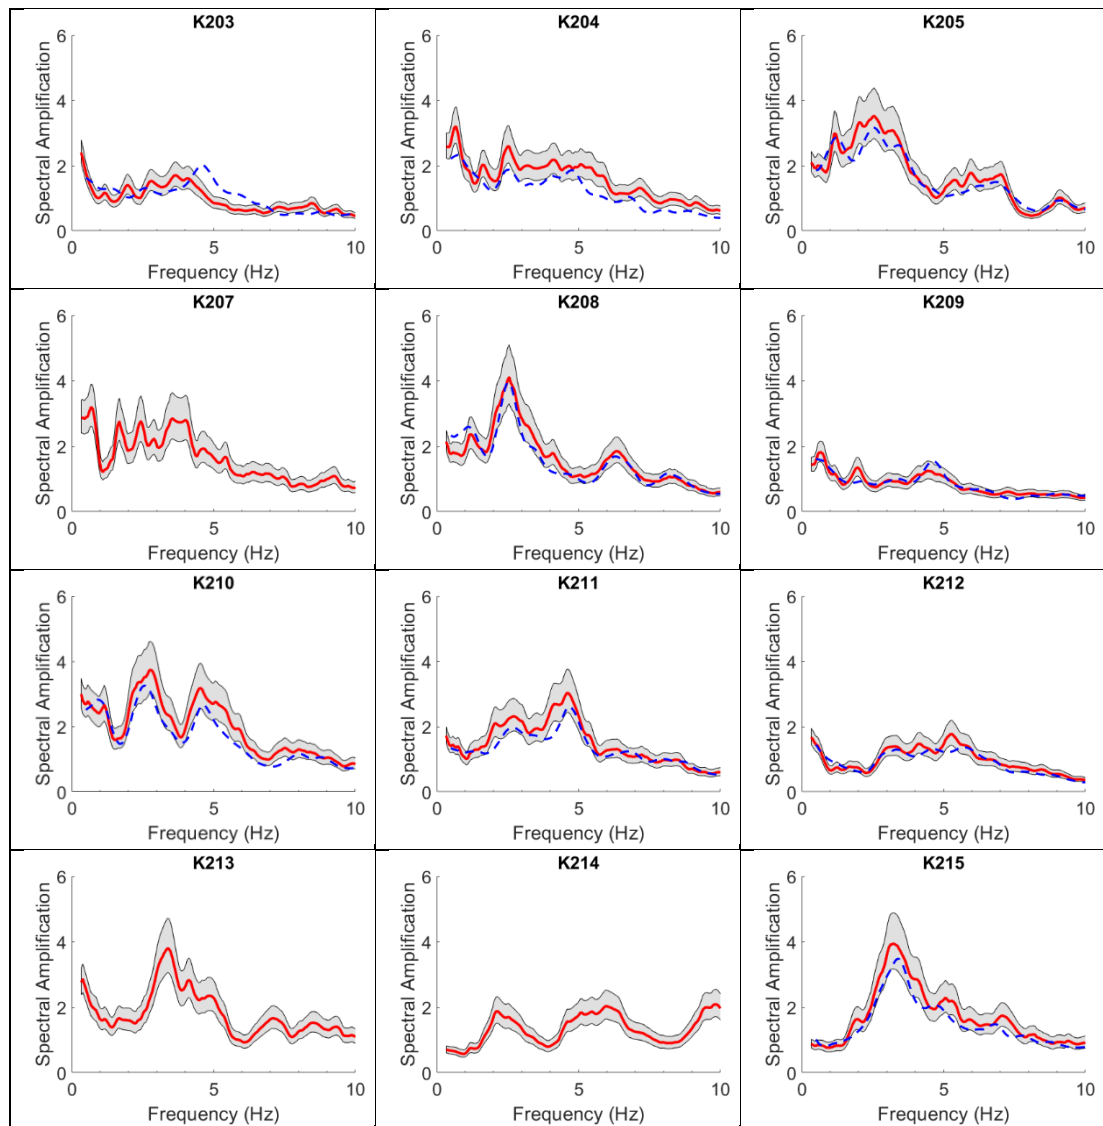 K203 K204 K205
6 6 6
Spectral Amplification Spectral Amplification Spectral Amplification
4 4 4
2 2 2
0 0 0
0 5 10 0 5 10 0 5 10
Frequency (Hz) Frequency (Hz) Frequency (Hz)
K207 K208 K209
6 6 6
Spectral Amplification Spectral Amplification Spectral Amplification
4 4 4
2 2 2
0 0 0
0 5 10 0 5 10 0 5 10
Frequency (Hz) Frequency (Hz) Frequency (Hz)
K210 K211 K212
6 6 6
Spectral Amplification Spectral Amplification Spectral Amplification
4 4 4
2 2 2
0 0 0
0 5 10 0 5 10 0 5 10
Frequency (Hz) Frequency (Hz) Frequency (Hz)
K213 K214 K215
6 6 6
Spectral Amplification Spectral Amplification Spectral Amplification
4 4 4
2 2 2
0 0 0
0 5 10 0 5 10 0 5 10
Frequency (Hz) Frequency (Hz) Frequency (Hz)